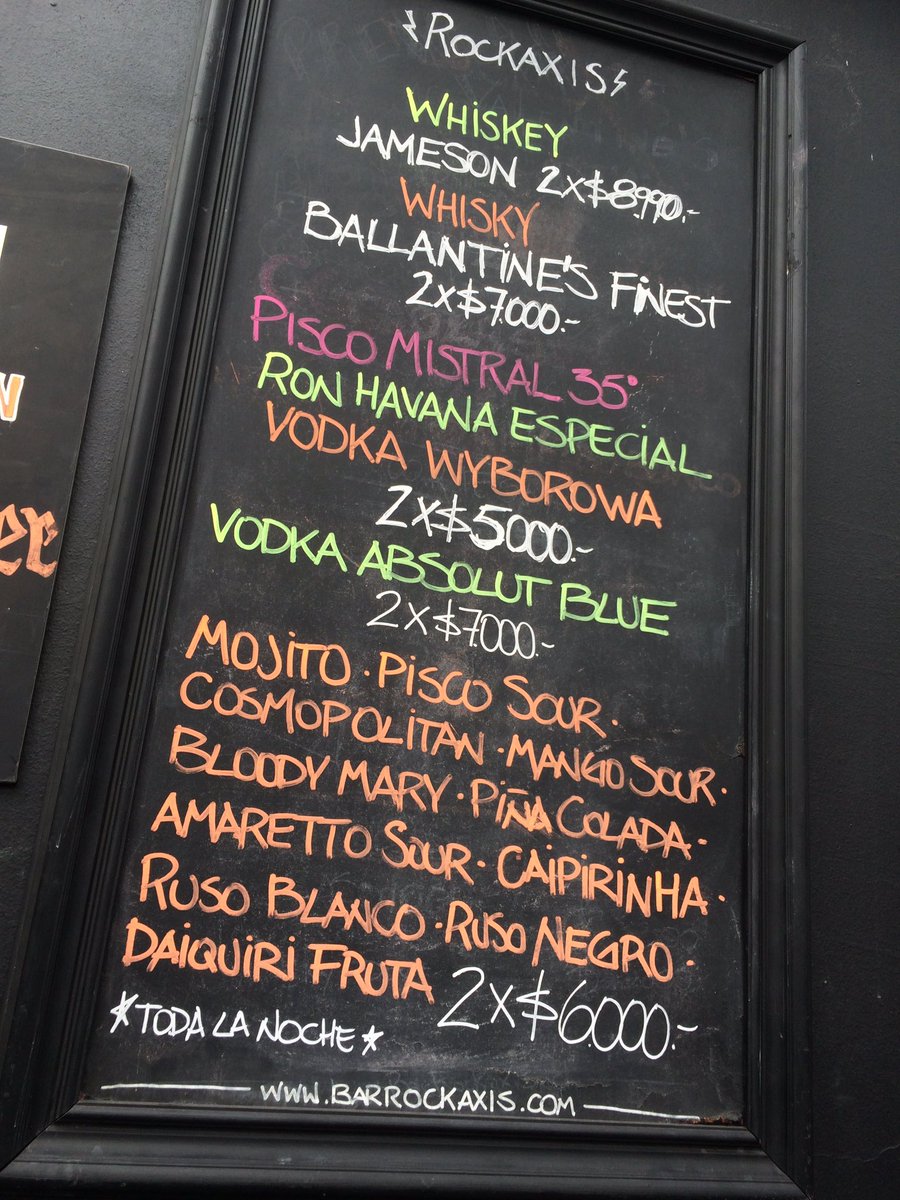 ROCKAXIS
WHISKEY
JAMESON 2x$8.990.-
WHISKY
BALLANTINE'S FINEST
2x$7.000.-
PISCO MISTRAL 35°
RON HAVANA ESPECIAL
VODKA WYBOROWA
2x$5000.-
VODKA ABSOLUT BLUE
2x$7.000.-
MOJITO · PISCO SOUR ·
COSMOPOLITAN · MANGO SOUR ·
BLOODY MARY · PIÑA COLADA ·
AMARETTO SOUR · CAIPIRINHA ·
RUSO BLANCO · RUSO NEGRO ·
DAIQUIRI FRUTA 2x$6.000.-
*TODA LA NOCHE*
WWW.BARROCKAXIS.COM